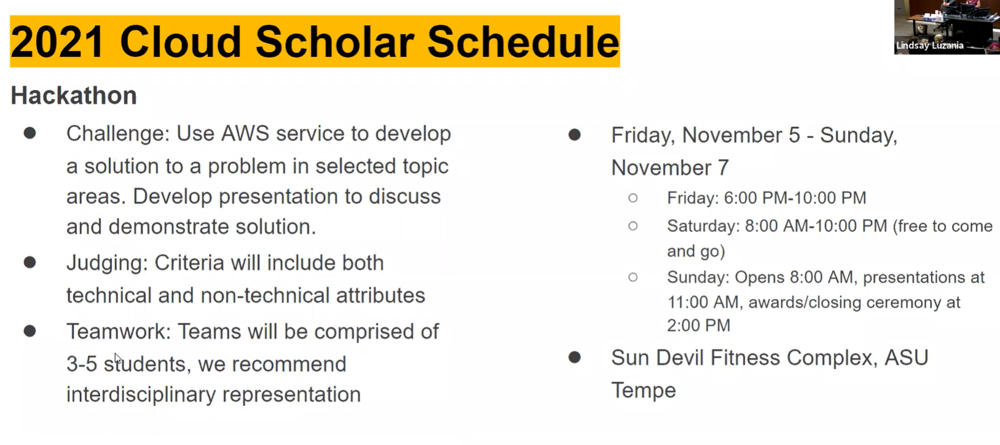 2021 Cloud Scholar Schedule
Lindsay Luzania
Hackathon
● Challenge: Use AWS service to develop
a solution to a problem in selected topic
areas. Develop presentation to discuss
and demonstrate solution.
● Judging: Criteria will include both
technical and non-technical attributes
● Teamwork: Teams will be comprised of
3-5 students, we recommend
interdisciplinary representation
● Friday, November 5 - Sunday,
November 7
○ Friday: 6:00 PM-10:00 PM
○ Saturday: 8:00 AM-10:00 PM (free to come
and go)
○ Sunday: Opens 8:00 AM, presentations at
11:00 AM, awards/closing ceremony at
2:00 PM
● Sun Devil Fitness Complex, ASU
Tempe